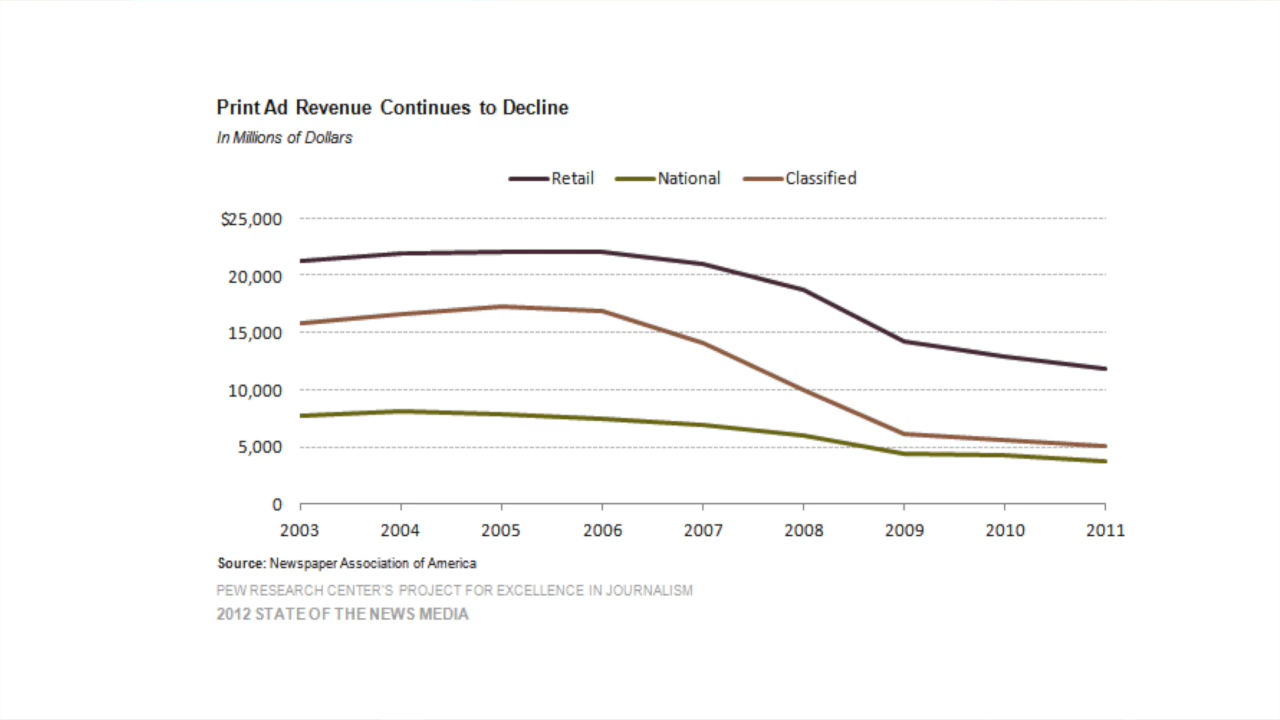 Print Ad Revenue Continues to Decline
In Millions of Dollars
Retail National Classified
$25,000
20,000
15,000
10,000
5,000
0
2003 2004 2005 2006 2007 2008 2009 2010 2011
Source: Newspaper Association of America
PEW RESEARCH CENTER'S PROJECT FOR EXCELLENCE IN JOURNALISM
2012 STATE OF THE NEWS MEDIA